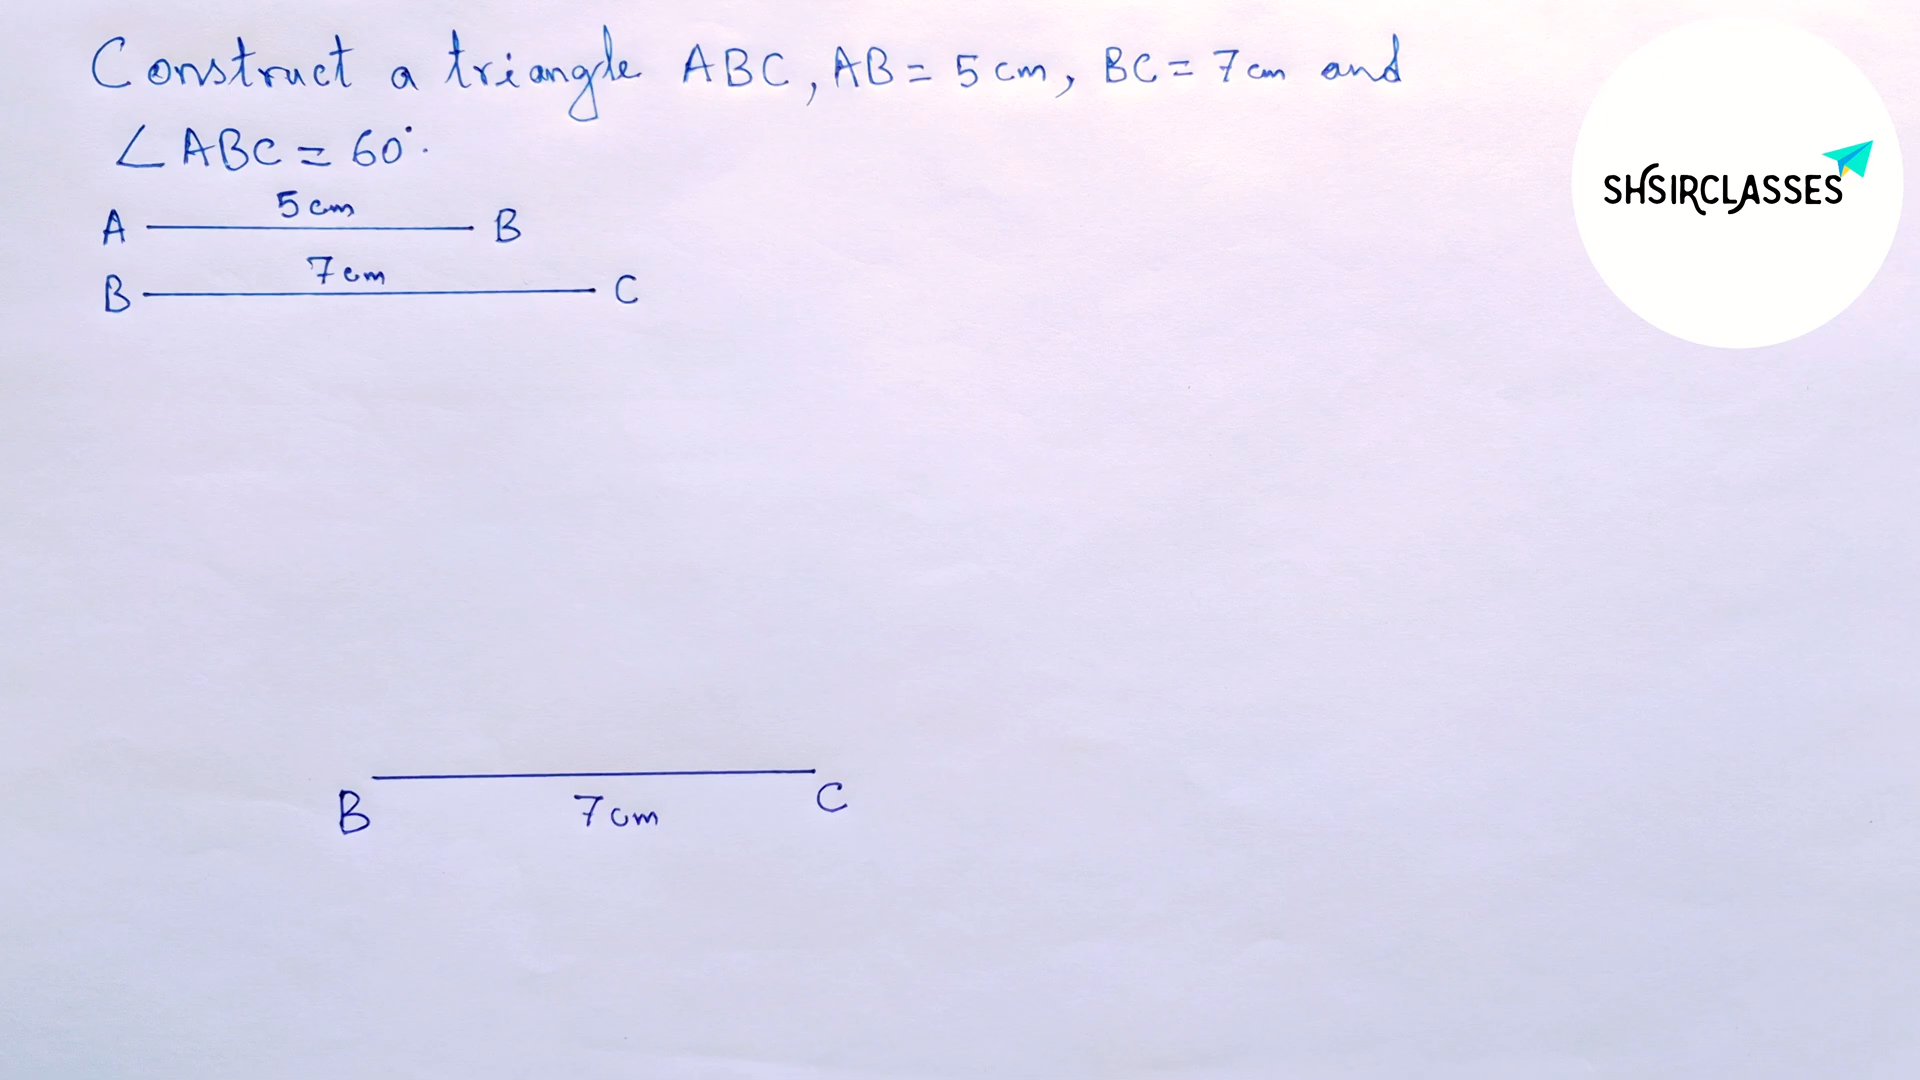 Construct a triangle ABC, AB = 5 cm, BC = 7 cm and
∠ABC = 60°.
5 cm
A B
7 cm
B C
B 7 cm C
SHSIRCLASSES